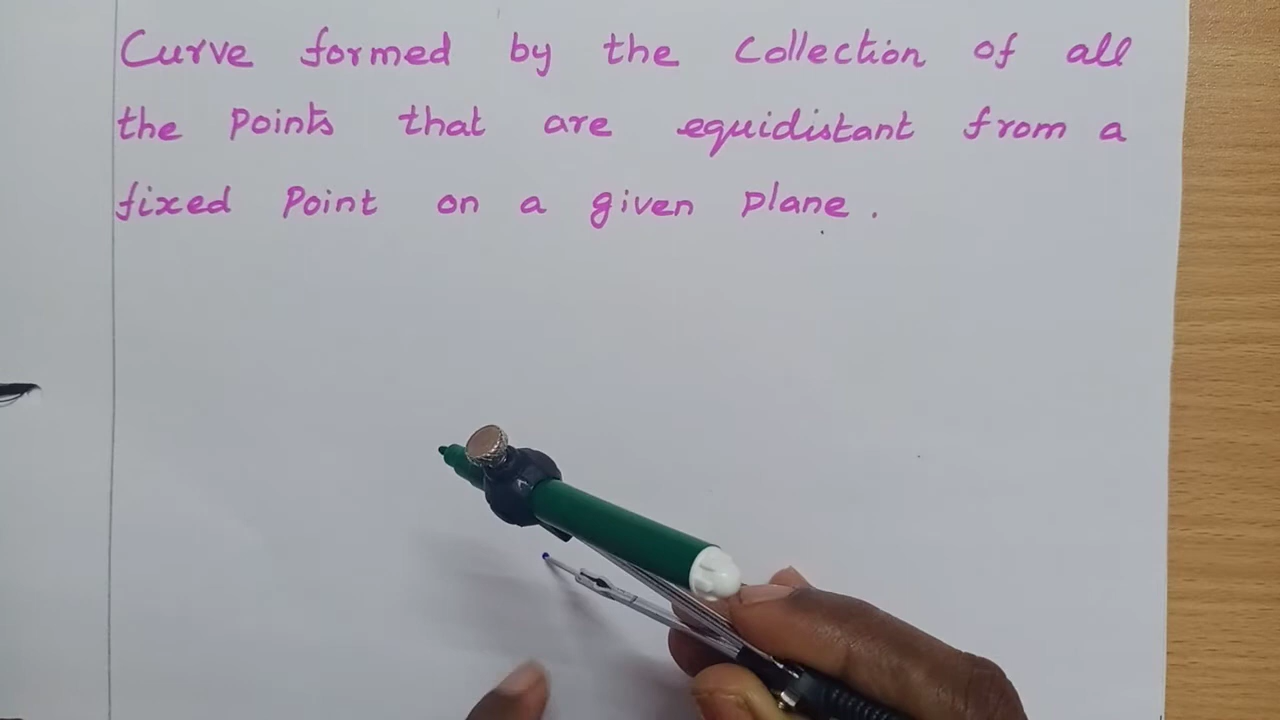 Curve formed by the Collection of all
the Points that are equidistant from a
fixed Point on a given plane.